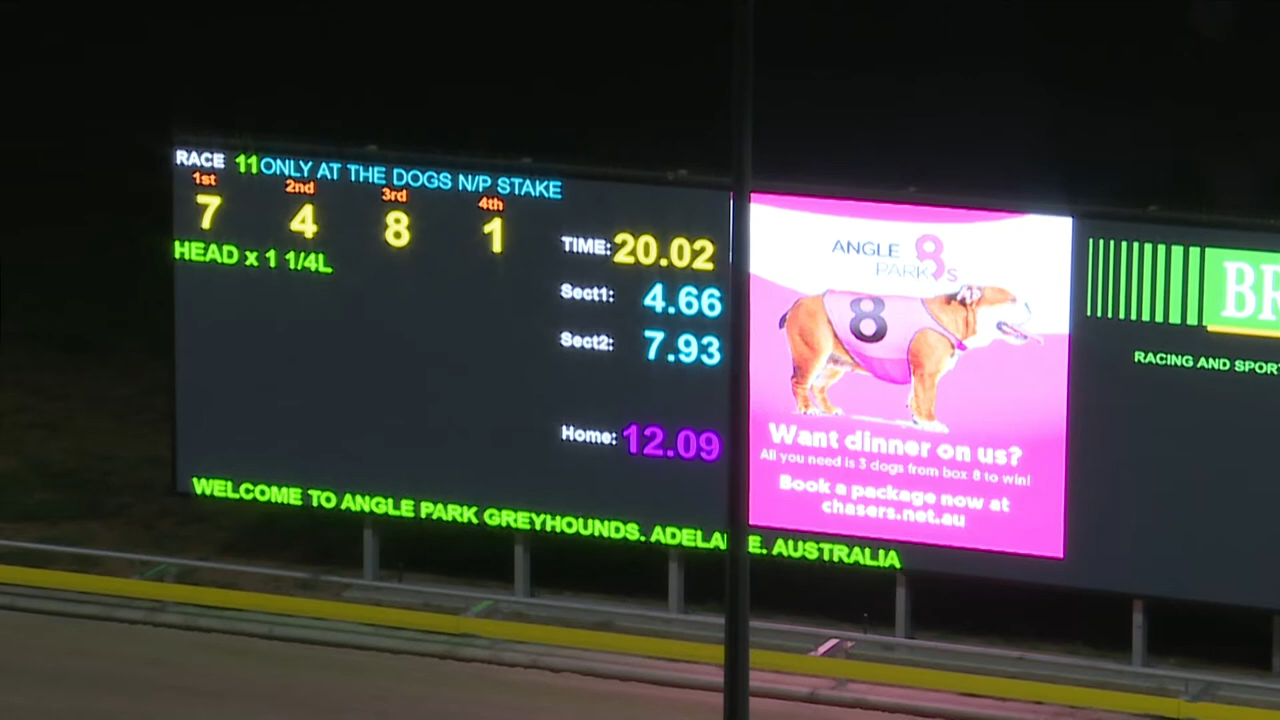 RACE 11 ONLY AT THE DOGS N/P STAKE
1st 2nd 3rd 4th
7 4 8 1
HEAD x 1 1/4L
TIME: 20.02
Sect1: 4.66
Sect2: 7.93
Home: 12.09
WELCOME TO ANGLE PARK GREYHOUNDS. ADELAI E. AUSTRALIA
ANGLE
PARK 8s
8
Want dinner on us?
All you need is 3 dogs from box 8 to win!
Book a package now at
chasers.net.au
RACING AND SPOR